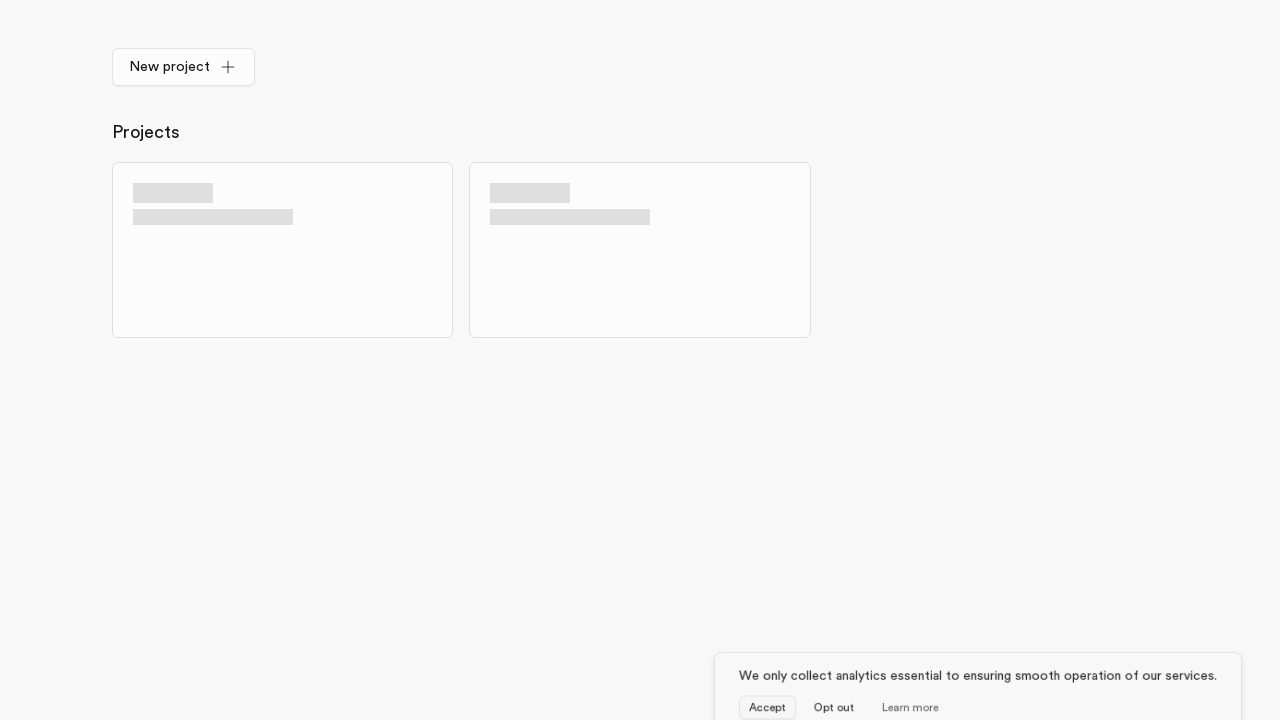 New project
Projects
We only collect analytics essential to ensuring smooth operation of our services.
Accept
Opt out
Learn more